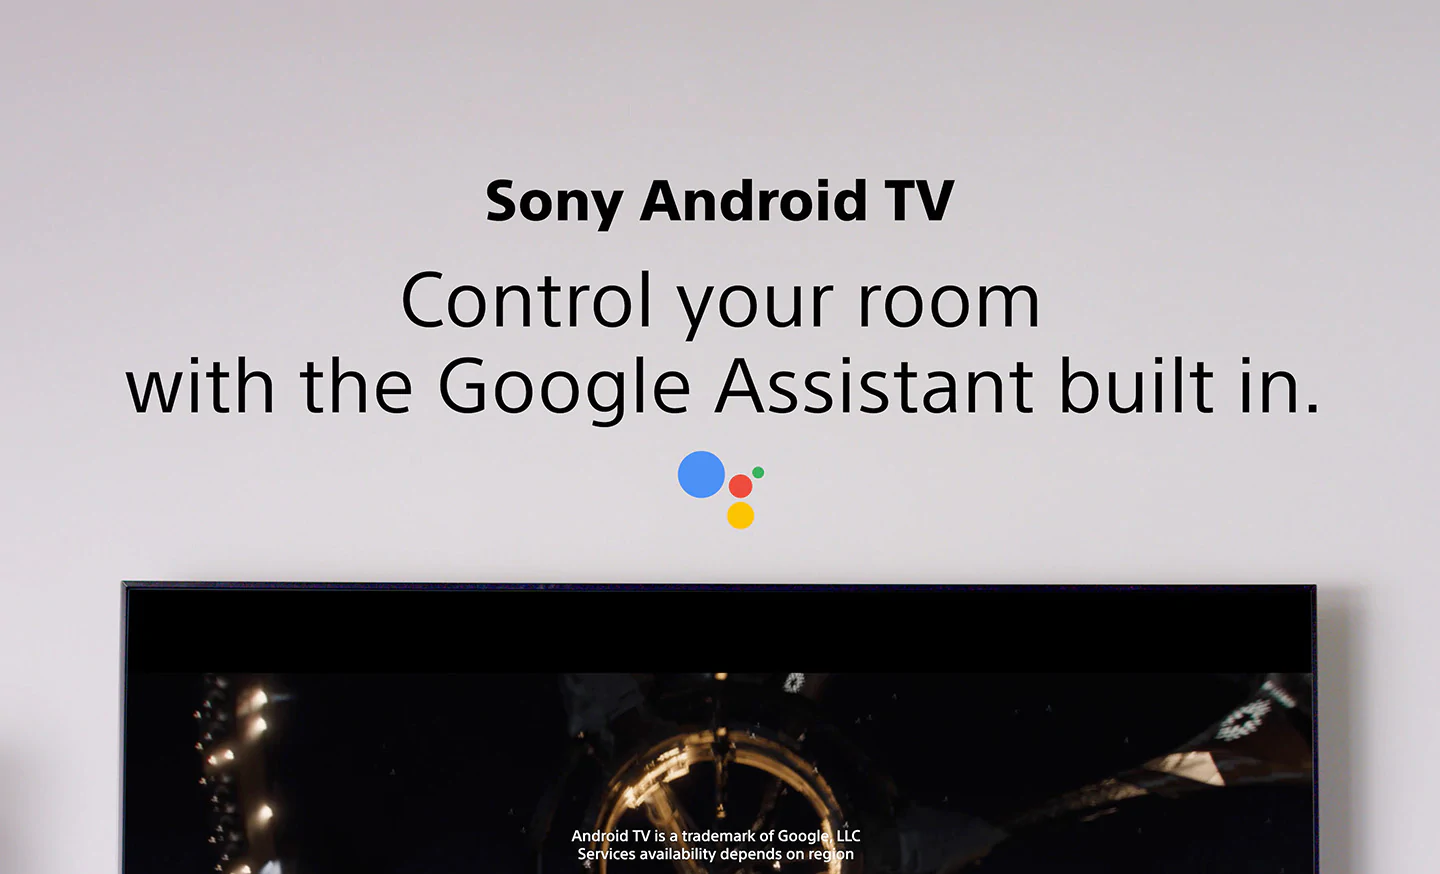 Sony Android TV
Control your room
with the Google Assistant built in.
Android TV is a trademark of Google, LLC
Services availability depends on region